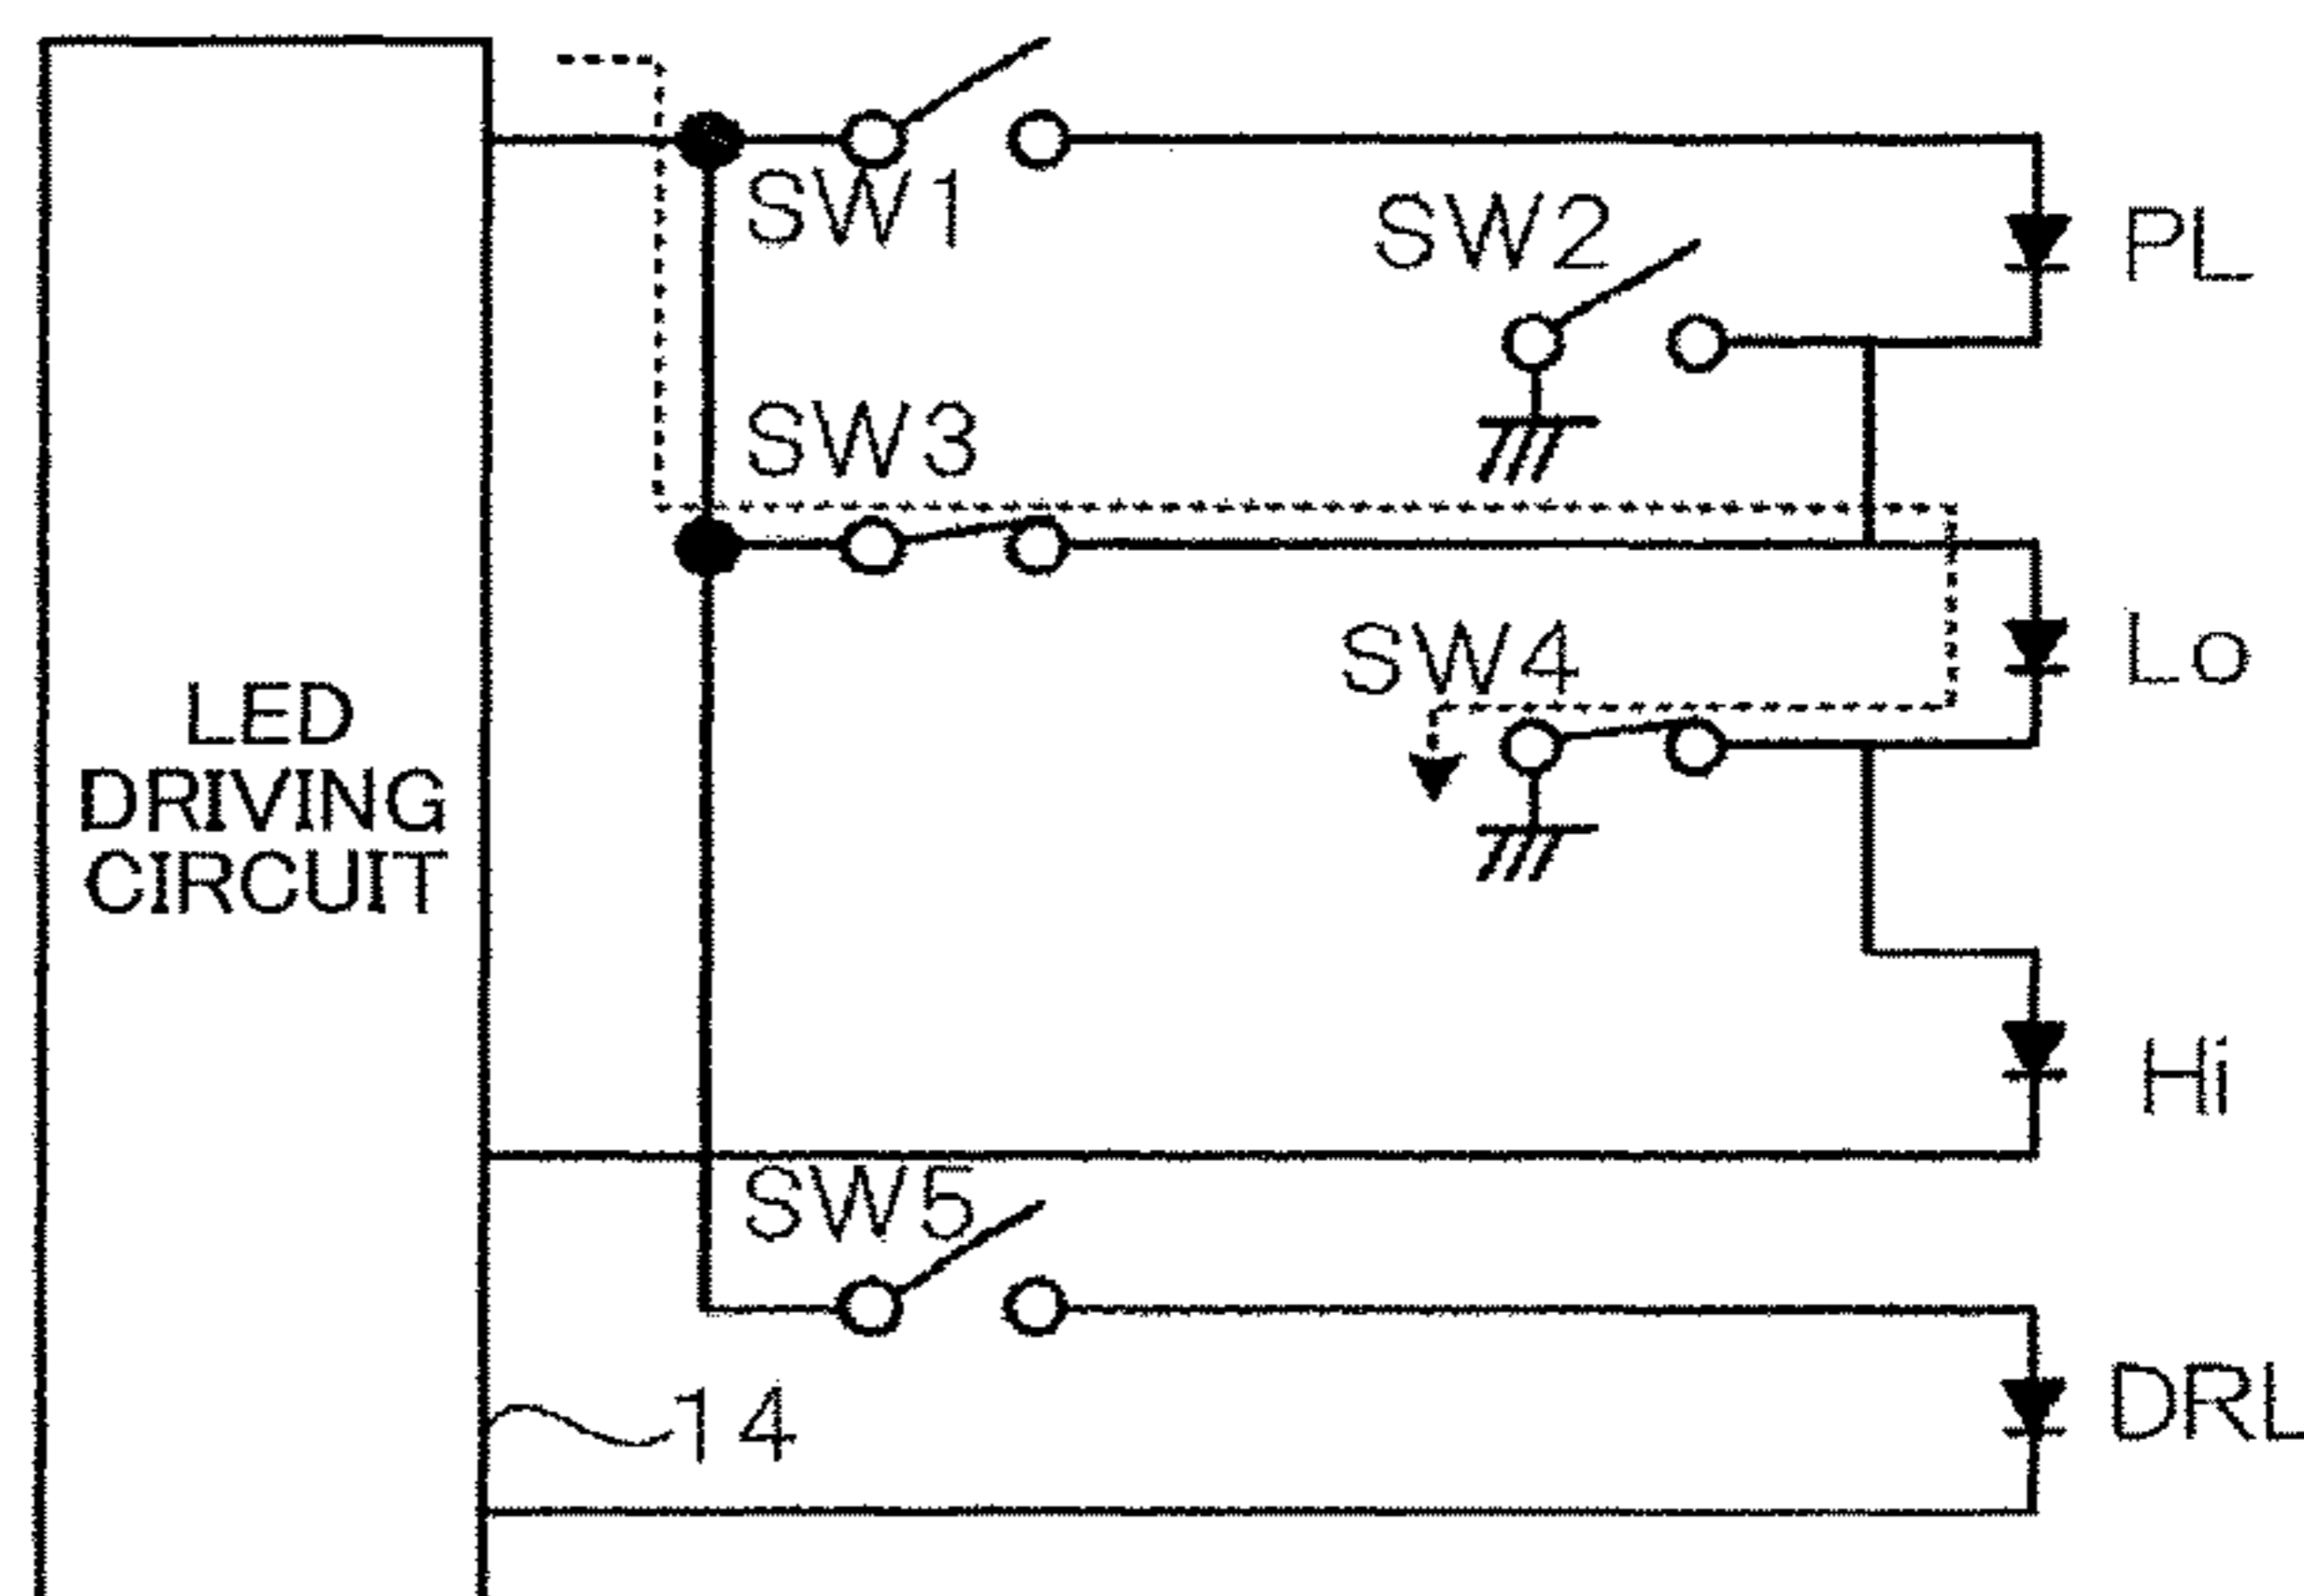 SW1
SW2
PL
SW3
SW4
Lo
LED
DRIVING
CIRCUIT
Hi
SW5
14
DRL